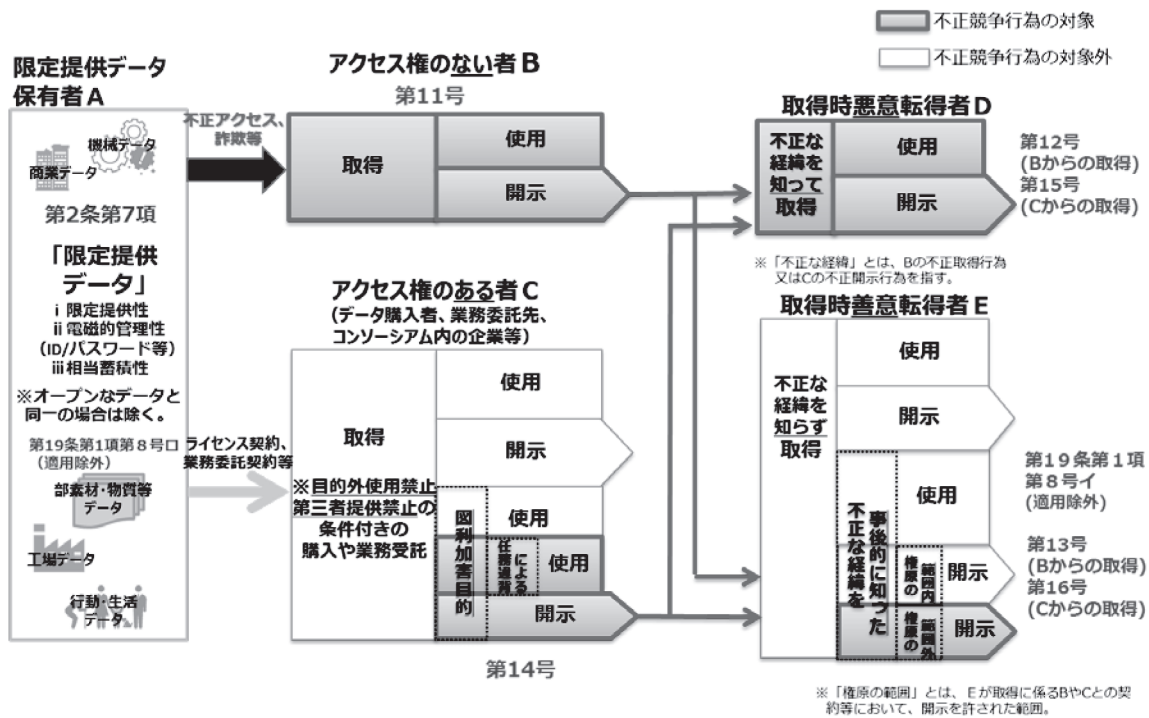 不正競争行為の対象
不正競争行為の対象外
限定提供データ
保有者A
機械データ
商業データ
第2条第7項
「限定提供
データ」
ⅰ 限定提供性
ⅱ 電磁的管理性
（ID/パスワード等）
ⅲ 相当蓄積性
※オープンなデータと
同一の場合は除く。
第19条第1項第8号ロ
（適用除外）
部素材・物質等
データ
工場データ
行動・生活
データ
不正アクセス、
詐欺等
ライセンス契約、
業務委託契約等
アクセス権のない者B
第11号
取得
使用
開示
アクセス権のある者C
（データ購入者、業務委託先、
コンソーシアム内の企業等）
取得
※目的外使用禁止
第三者提供禁止の
条件付きの
購入や業務受託
使用
開示
図利加害目的
使用
任務違背
による
使用
開示
第14号
取得時悪意転得者D
不正な
経緯を
知って
取得
使用
開示
第12号
(Bからの取得)
第15号
(Cからの取得)
※「不正な経緯」とは、Bの不正取得行為
又はCの不正開示行為を指す。
取得時善意転得者E
不正な
経緯を
知らず
取得
使用
開示
不正な経緯を
事後的に知った
使用
権原の
範囲内
開示
権原の
範囲外
開示
第19条第１項
第８号イ
(適用除外)
第13号
(Bからの取得)
第16号
(Cからの取得)
※「権原の範囲」とは、Eが取得に係るBやCとの契
約等において、開示を許された範囲。